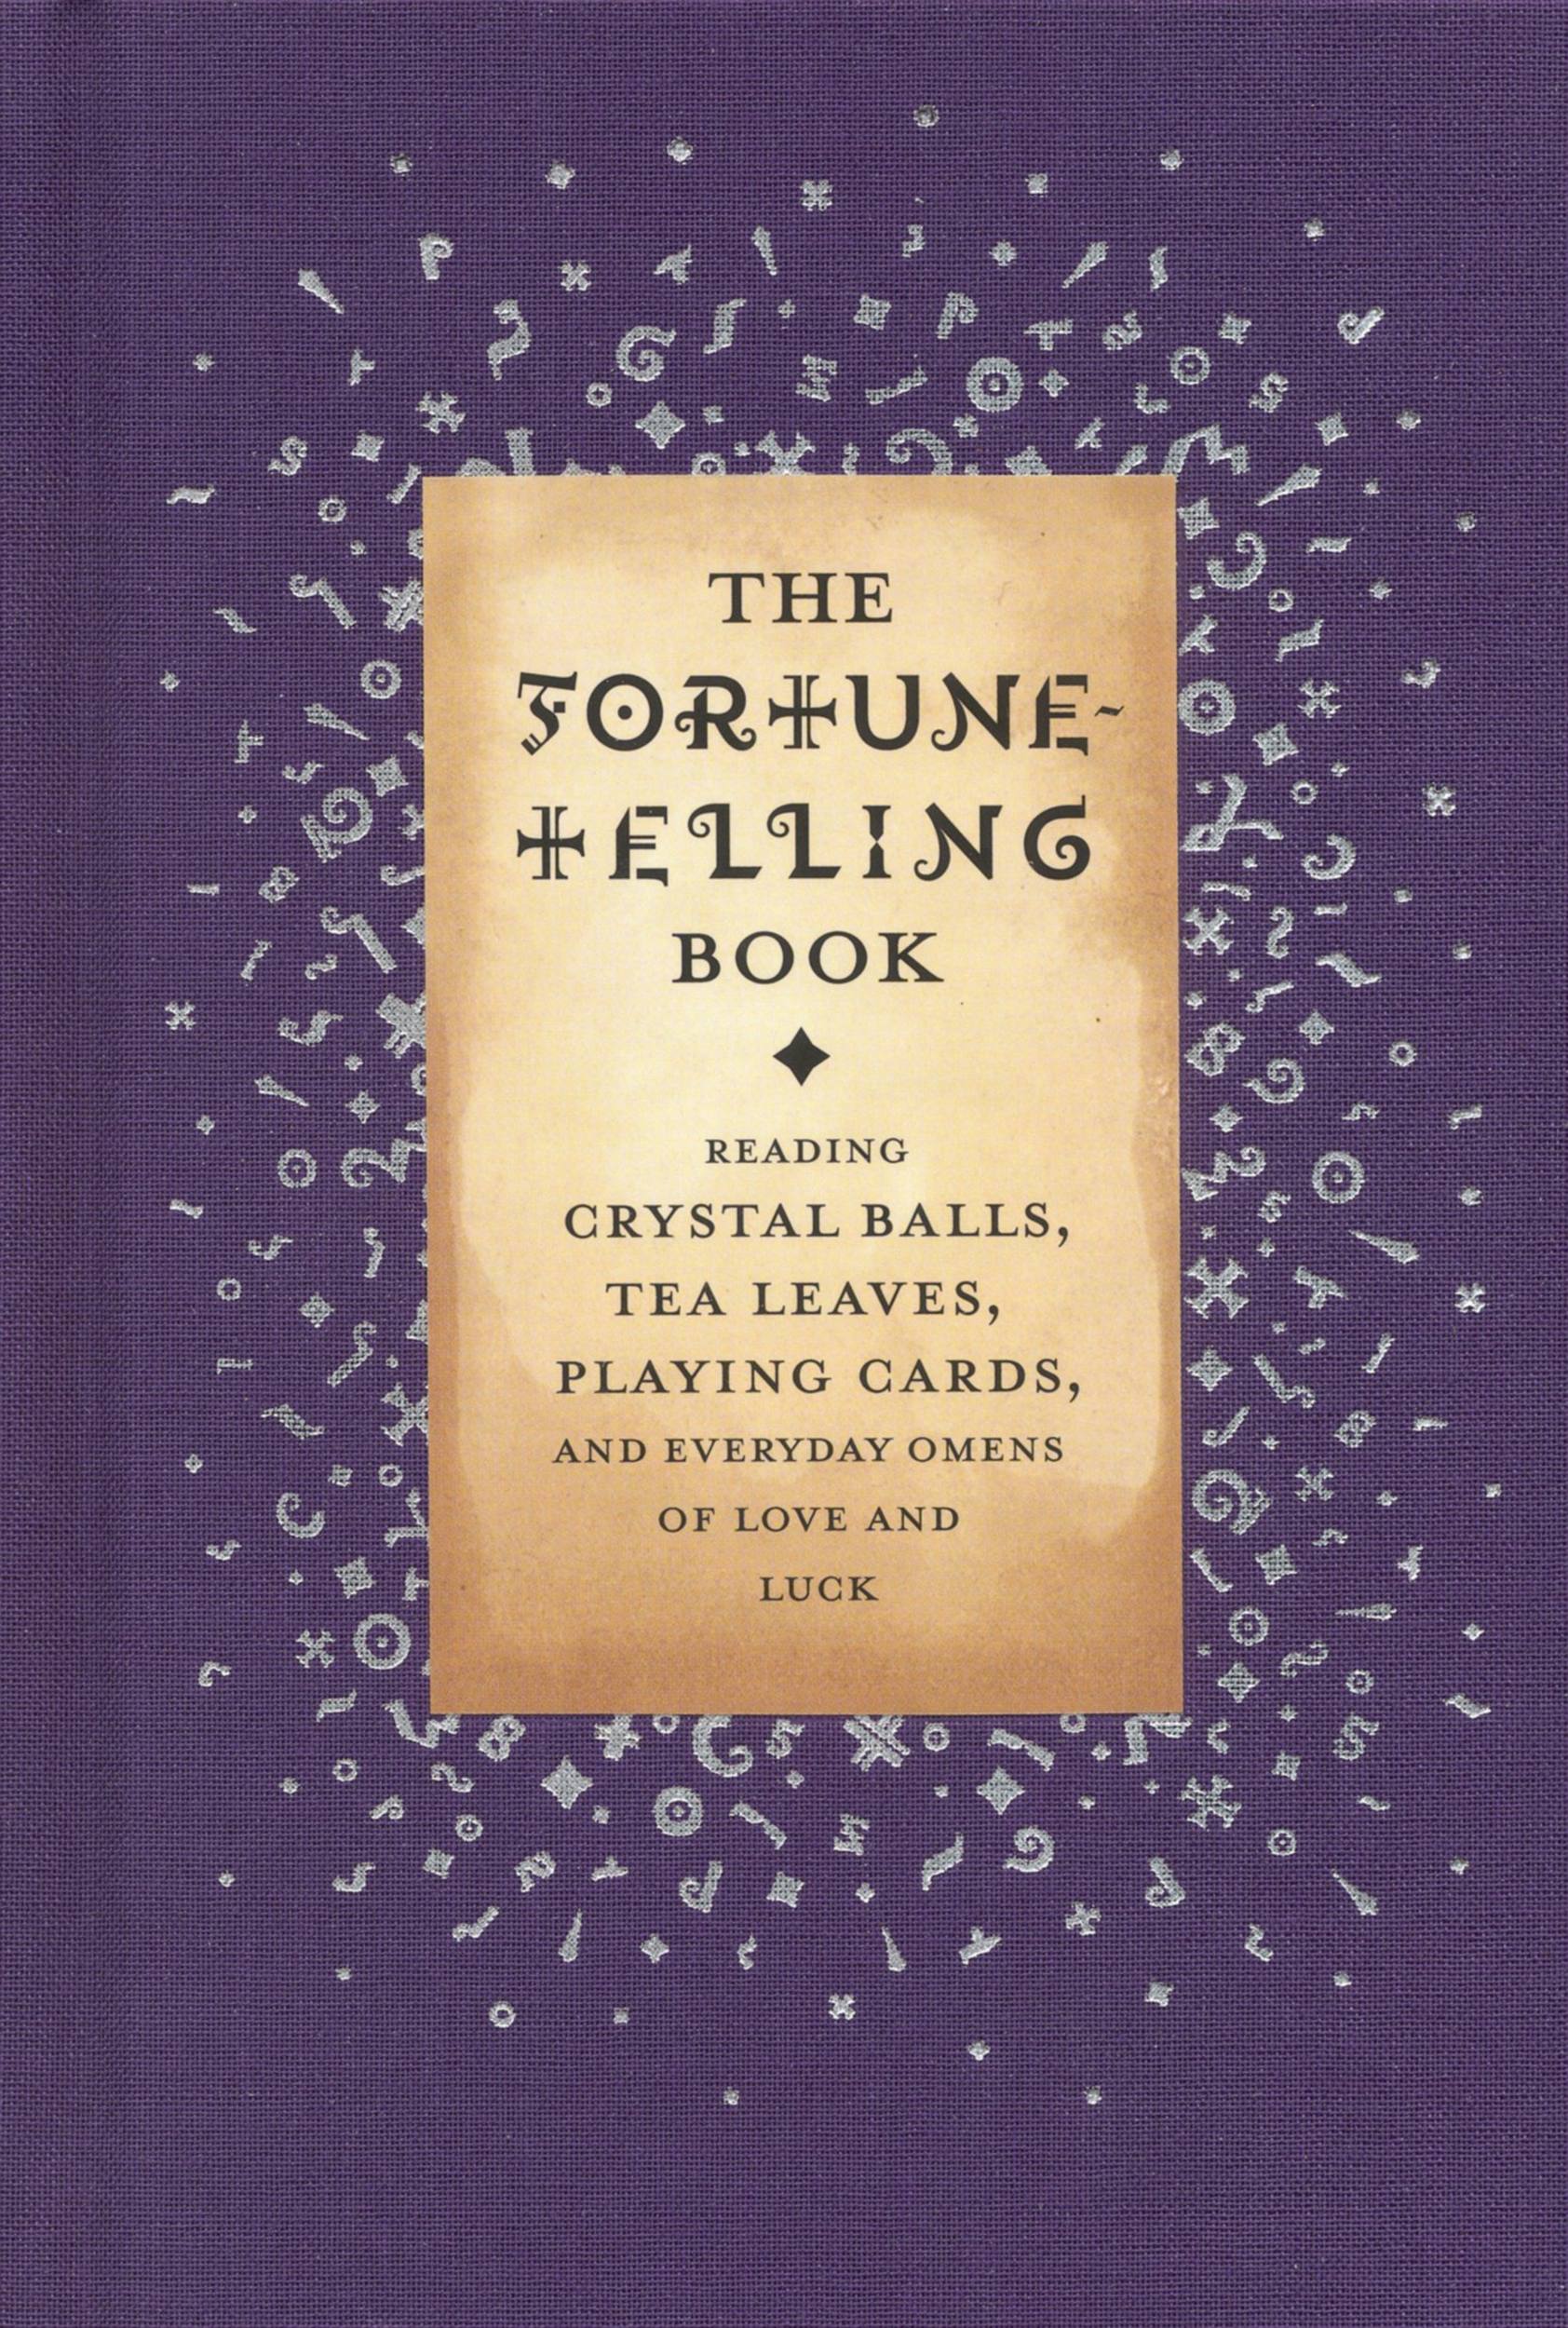 THE
FORTUNE-
TELLING
BOOK
READING
CRYSTAL BALLS,
TEA LEAVES,
PLAYING CARDS,
AND EVERYDAY OMENS
OF LOVE AND
LUCK